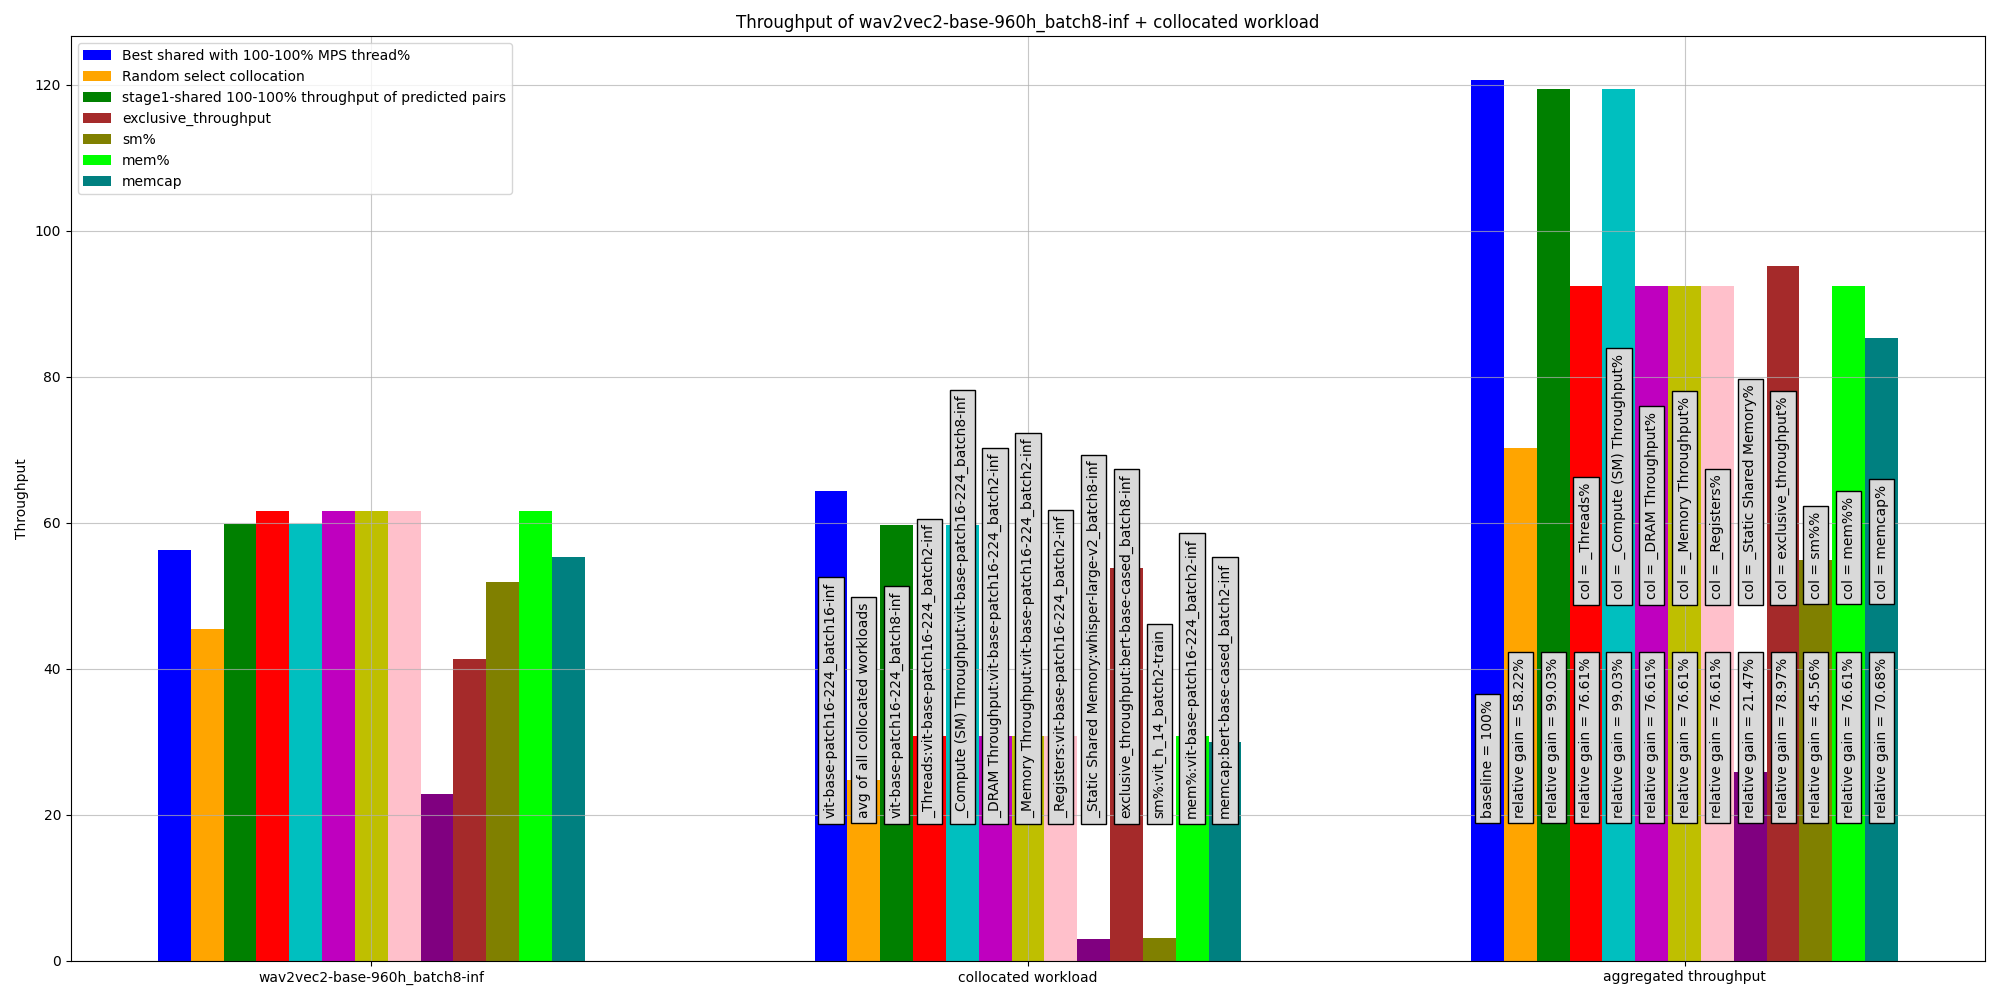 Throughput of wav2vec2-base-960h_batch8-inf + collocated workload
Best shared with 100-100% MPS thread%
Random select collocation
stage1-shared 100-100% throughput of predicted pairs
exclusive_throughput
sm%
mem%
memcap
Throughput
120
100
80
60
40
20
0
vit-base-patch16-224_batch16-inf
avg of all collocated workloads
vit-base-patch16-224_batch8-inf
_Threads:vit-base-patch16-224_batch2-inf
_Compute (SM) Throughput:vit-base-patch16-224_batch8-inf
_DRAM Throughput:vit-base-patch16-224_batch2-inf
_Memory Throughput:vit-base-patch16-224_batch2-inf
_Registers:vit-base-patch16-224_batch2-inf
_Static Shared Memory:whisper-large-v2_batch8-inf
exclusive_throughput:bert-base-cased_batch8-inf
sm%:vit_h_14_batch2-train
mem%:vit-base-patch16-224_batch2-inf
memcap:bert-base-cased_batch2-inf
col = _Threads%
col = _Compute (SM) Throughput%
col = _DRAM Throughput%
col = _Memory Throughput%
col = _Registers%
col = _Static Shared Memory%
col = exclusive_throughput%
col = sm%%
col = mem%%
col = memcap%
baseline = 100%
relative gain = 58.22%
relative gain = 99.03%
relative gain = 76.61%
relative gain = 99.03%
relative gain = 76.61%
relative gain = 76.61%
relative gain = 76.61%
relative gain = 21.47%
relative gain = 78.97%
relative gain = 45.56%
relative gain = 76.61%
relative gain = 70.68%
wav2vec2-base-960h_batch8-inf
collocated workload
aggregated throughput